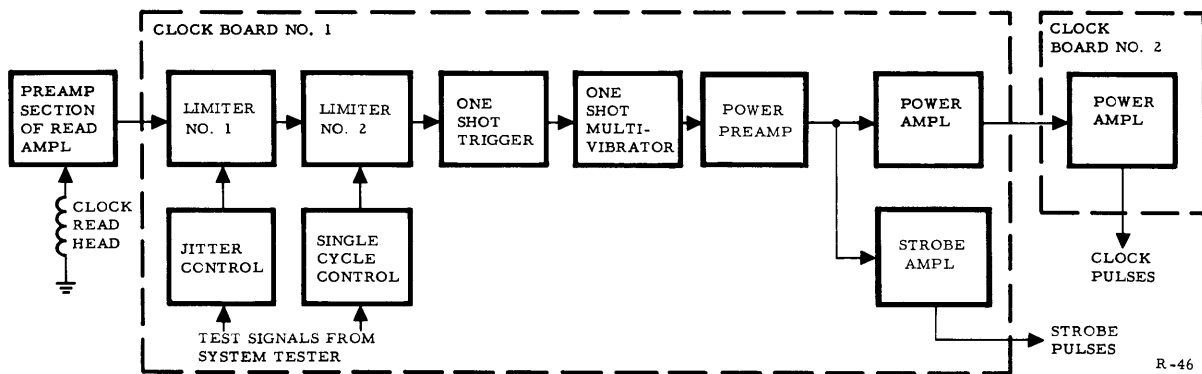 CLOCK BOARD NO. 1
CLOCK
BOARD NO. 2
PREAMP
SECTION
OF READ
AMPL
LIMITER
NO. 1
LIMITER
NO. 2
ONE
SHOT
TRIGGER
ONE
SHOT
MULTI-
VIBRATOR
POWER
PREAMP
POWER
AMPL
POWER
AMPL
CLOCK
READ
HEAD
JITTER
CONTROL
SINGLE
CYCLE
CONTROL
STROBE
AMPL
CLOCK
PULSES
TEST SIGNALS FROM
SYSTEM TESTER
STROBE
PULSES
R-46